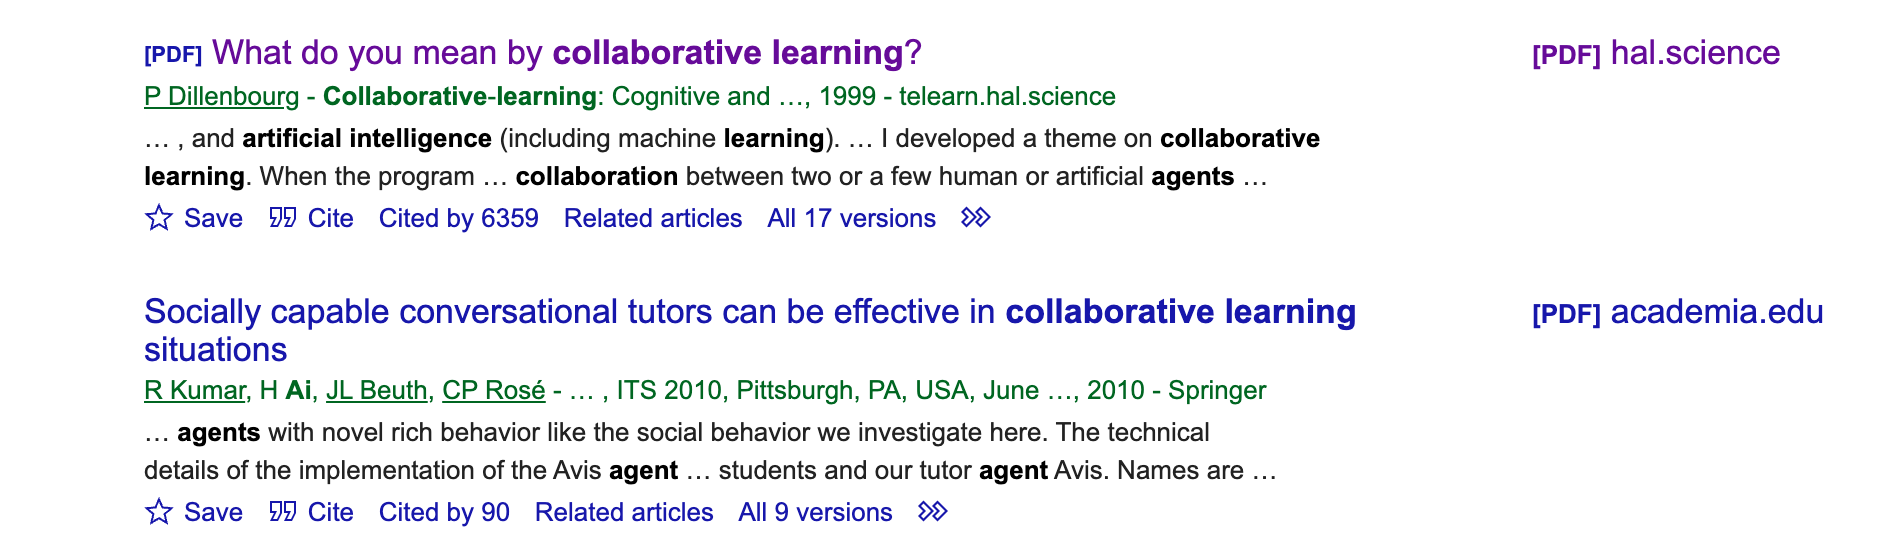 [PDF] What do you mean by collaborative learning?
[PDF] hal.science
P Dillenbourg - Collaborative-learning: Cognitive and …, 1999 - telearn.hal.science
… , and artificial intelligence (including machine learning). … I developed a theme on collaborative
learning. When the program … collaboration between two or a few human or artificial agents …
Save Cite Cited by 6359 Related articles All 17 versions
Socially capable conversational tutors can be effective in collaborative learning
situations
[PDF] academia.edu
R Kumar, H Ai, JL Beuth, CP Rosé - … , ITS 2010, Pittsburgh, PA, USA, June …, 2010 - Springer
… agents with novel rich behavior like the social behavior we investigate here. The technical
details of the implementation of the Avis agent … students and our tutor agent Avis. Names are …
Save Cite Cited by 90 Related articles All 9 versions